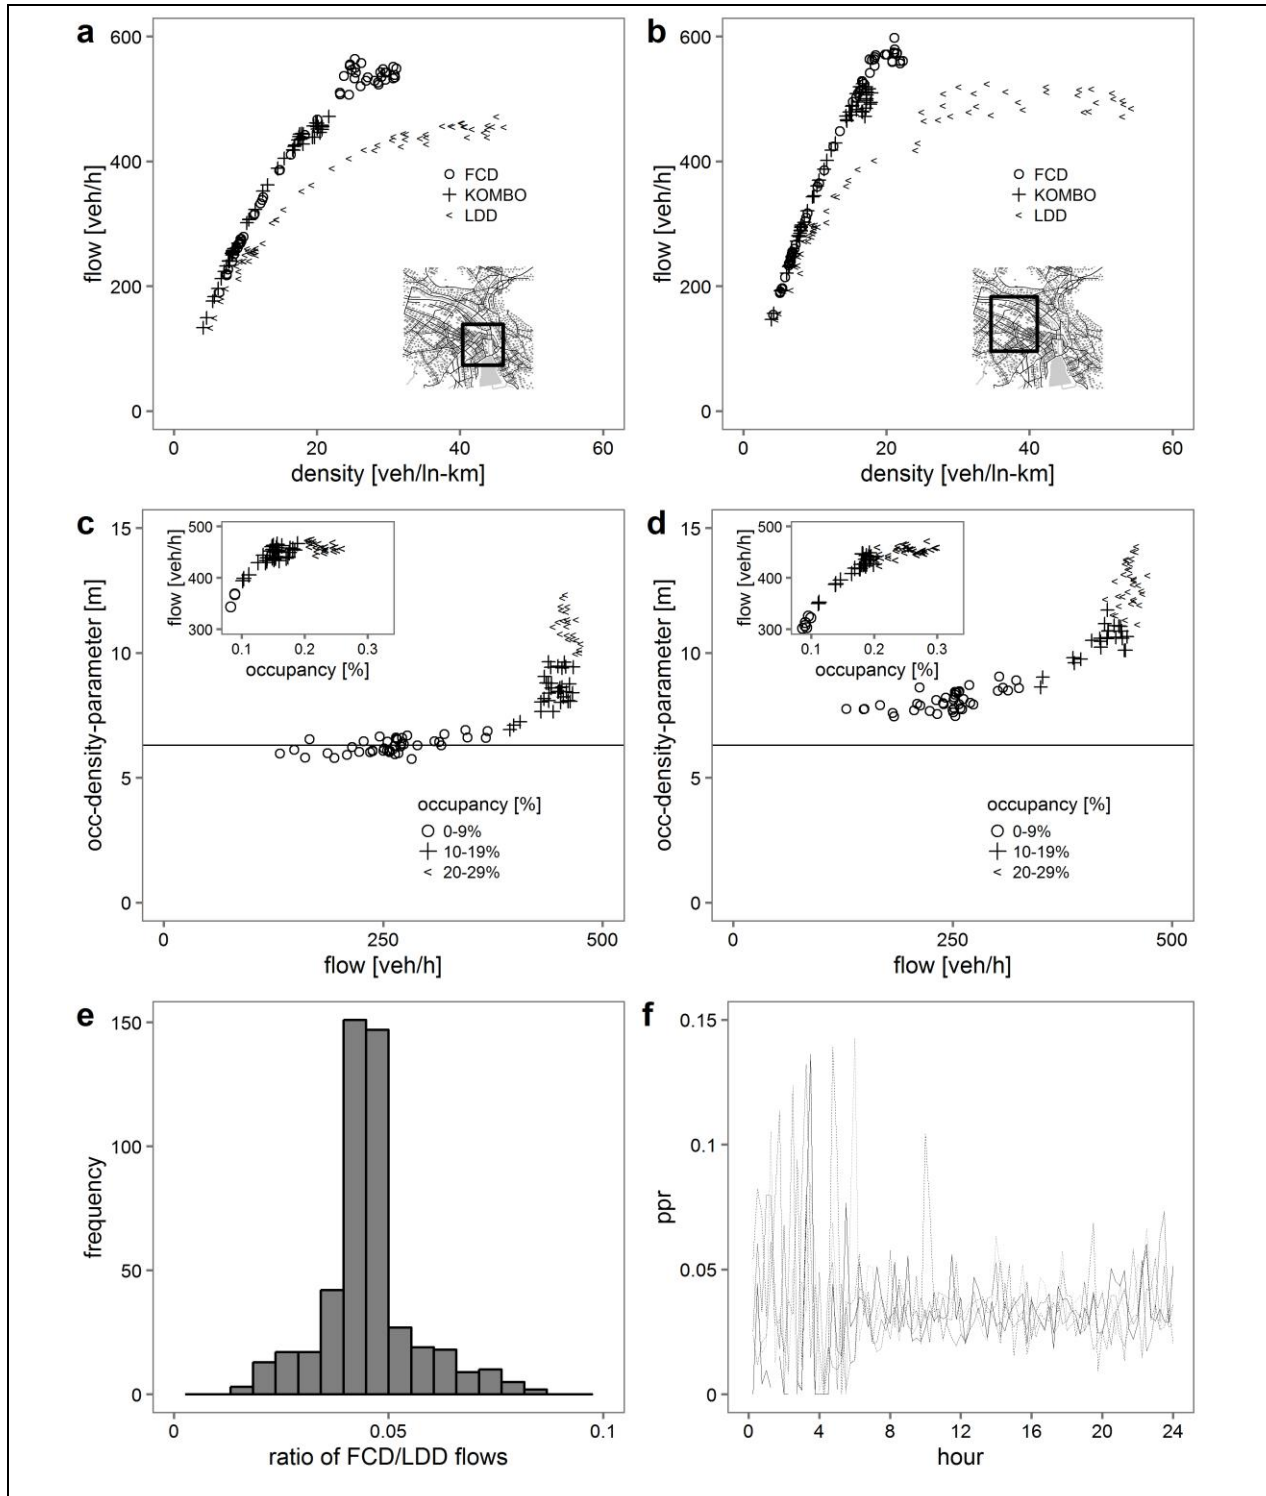 a
600
400
200
0
flow [veh/h]
FCD
KOMBO
LDD
0 20 40 60
density [veh/ln-km]
b
600
400
200
0
flow [veh/h]
FCD
KOMBO
LDD
0 20 40 60
density [veh/ln-km]
c
15
10
5
0
occ-density-parameter [m]
500
400
300
flow [veh/h]
0.1 0.2 0.3
occupancy [%]
occupancy [%]
0-9%
10-19%
20-29%
0 250 500
flow [veh/h]
d
15
10
5
0
occ-density-parameter [m]
500
400
300
flow [veh/h]
0.1 0.2 0.3
occupancy [%]
occupancy [%]
0-9%
10-19%
20-29%
0 250 500
flow [veh/h]
e
150
100
50
0
frequency
0 0.05 0.1
ratio of FCD/LDD flows
f
0.15
0.1
0.05
0
ppr
0 4 8 12 16 20 24
hour